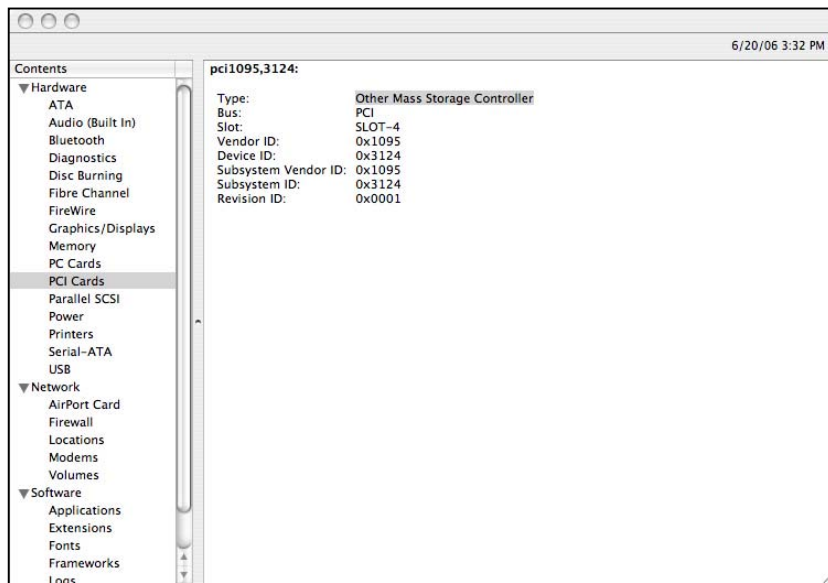 6/20/06 3:32 PM
Contents
Hardware
ATA
Audio (Built In)
Bluetooth
Diagnostics
Disc Burning
Fibre Channel
FireWire
Graphics/Displays
Memory
PC Cards
PCI Cards
Parallel SCSI
Power
Printers
Serial-ATA
USB
Network
AirPort Card
Firewall
Locations
Modems
Volumes
Software
Applications
Extensions
Fonts
Frameworks
Logs
pci1095,3124:
Type: Other Mass Storage Controller
Bus: PCI
Slot: SLOT-4
Vendor ID: 0x1095
Device ID: 0x3124
Subsystem Vendor ID: 0x1095
Subsystem ID: 0x3124
Revision ID: 0x0001